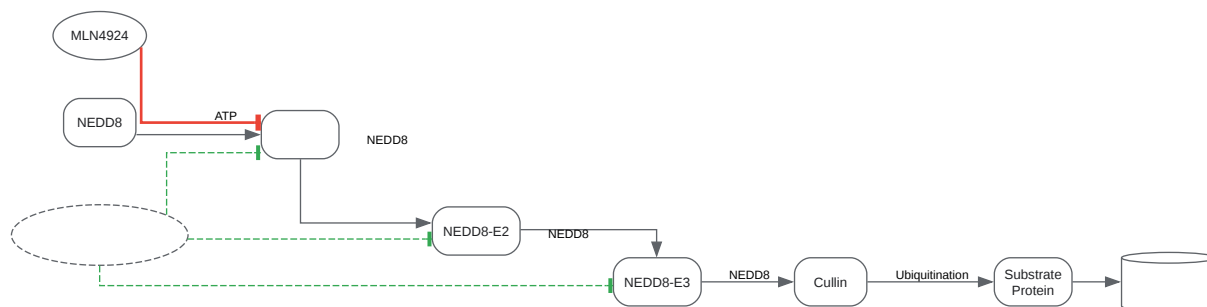 MLN4924
ATP
NEDD8
NEDD8
NEDD8-E2
NEDD8
NEDD8-E3
NEDD8
Cullin
Ubiquitination
Substrate
Protein